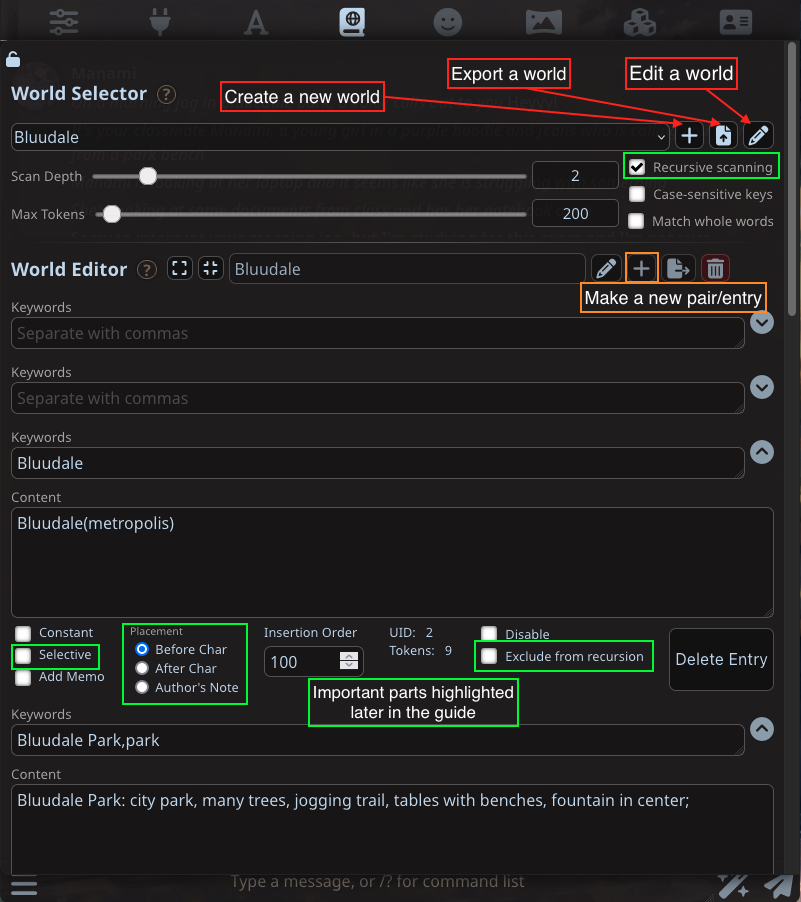 Manami
Export a world
Edit a world
World Selector ?
Create a new world
Bluudale
Scan Depth
2
Recursive scanning
Case-sensitive keys
Max Tokens
200
Match whole words
World Editor ?
Bluudale
Make a new pair/entry
Keywords
Separate with commas
Keywords
Separate with commas
Keywords
Bluudale
Content
Bluudale(metropolis)
Constant
Selective
Add Memo
Placement
Before Char
After Char
Author's Note
Insertion Order
100
UID: 2
Tokens: 9
Disable
Exclude from recursion
Delete Entry
Important parts highlighted
later in the guide
Keywords
Bluudale Park,park
Content
Bluudale Park: city park, many trees, jogging trail, tables with benches, fountain in center;
Type a message, or /? for command list